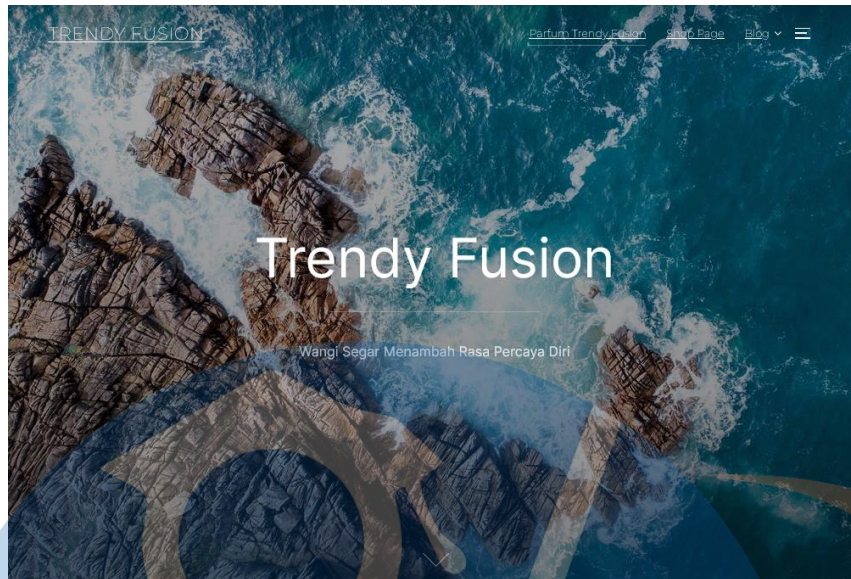 TRENDY FUSION
Parfum Trendy Fusion Shop Page Blog
Trendy Fusion
Wangi Segar Menambah Rasa Percaya Diri